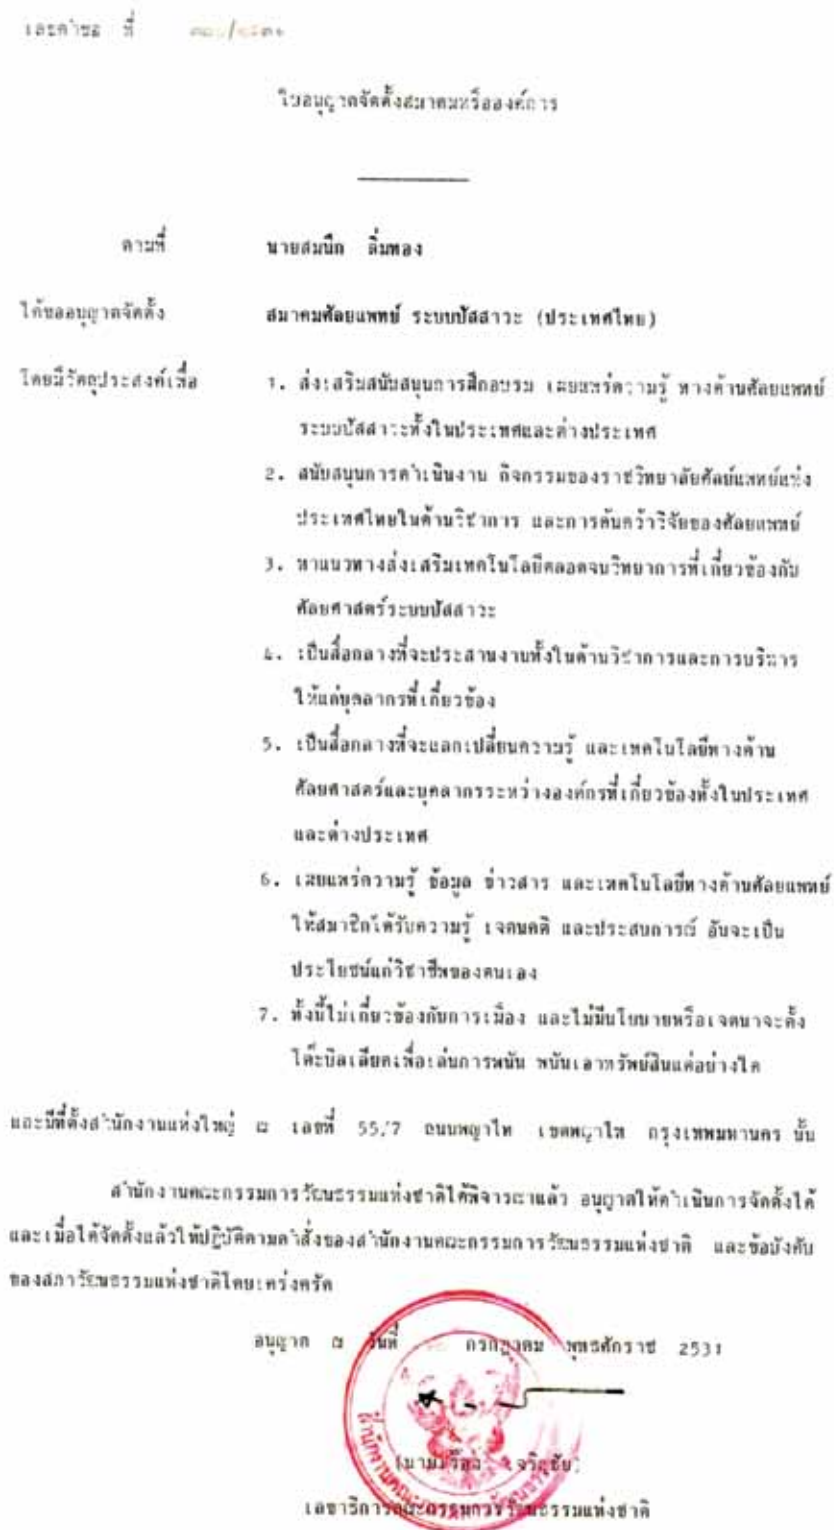 เลขคำขอ ที่
ใบอนุญาตจัดตั้งสมาคมหรือองค์การ
ตามที่ นายสมนึก ลิ่มทอง
ได้ขออนุญาตจัดตั้ง สมาคมศัลยแพทย์ ระบบปัสสาวะ (ประเทศไทย)
โดยมีวัตถุประสงค์เพื่อ 1. ส่งเสริมสนับสนุนการฝึกอบรม เผยแพร่ความรู้ ทางด้านศัลยแพทย์
ระบบปัสสาวะทั้งในประเทศและต่างประเทศ
2. สนับสนุนการดำเนินงาน กิจกรรมของราชวิทยาลัยศัลย์แพทย์แห่ง
ประเทศไทยในด้านวิชาการ และการค้นคว้าวิจัยของศัลยแพทย์
3. หาแนวทางส่งเสริมเทคโนโลยีตลอดจนวิทยาการที่เกี่ยวข้องกับ
ศัลยศาสตร์ระบบปัสสาวะ
4. เป็นสื่อกลางที่จะประสานงานทั้งในด้านวิชาการและการบริหาร
ให้แก่บุคลากรที่เกี่ยวข้อง
5. เป็นสื่อกลางที่จะแลกเปลี่ยนความรู้ และเทคโนโลยีทางด้าน
ศัลยศาสตร์และบุคลากรระหว่างองค์กรที่เกี่ยวข้องทั้งในประเทศ
และต่างประเทศ
6. เผยแพร่ความรู้ ข้อมูล ข่าวสาร และเทคโนโลยีทางด้านศัลยแพทย์
ให้สมาชิกได้รับความรู้ เจตนคติ และประสบการณ์ อันจะเป็น
ประโยชน์แก่วิชาชีพของตนเอง
7. ทั้งนี้ไม่เกี่ยวข้องกับการเมือง และไม่มีนโยบายหรือเจตนาจะตั้ง
โต๊ะบิลเลียดเพื่อเล่นการพนัน พนันเอาทรัพย์สินแต่อย่างใด
และมีที่ตั้งสำนักงานแห่งใหญ่ ณ เลขที่ 55/7 ถนนพญาไท เขตพญาไท กรุงเทพมหานคร นั้น
สำนักงานคณะกรรมการวัฒนธรรมแห่งชาติได้พิจารณาแล้ว อนุญาตให้ดำเนินการจัดตั้งได้
และเมื่อได้จัดตั้งแล้วให้ปฏิบัติตามคำสั่งของสำนักงานคณะกรรมการวัฒนธรรมแห่งชาติ และข้อบังคับ
ของสภาวัฒนธรรมแห่งชาติโดยเคร่งครัด
อนุญาต ณ วันที่ กรกฎาคม พุทธศักราช 2531
เลขาธิการคณะกรรมการวัฒนธรรมแห่งชาติ